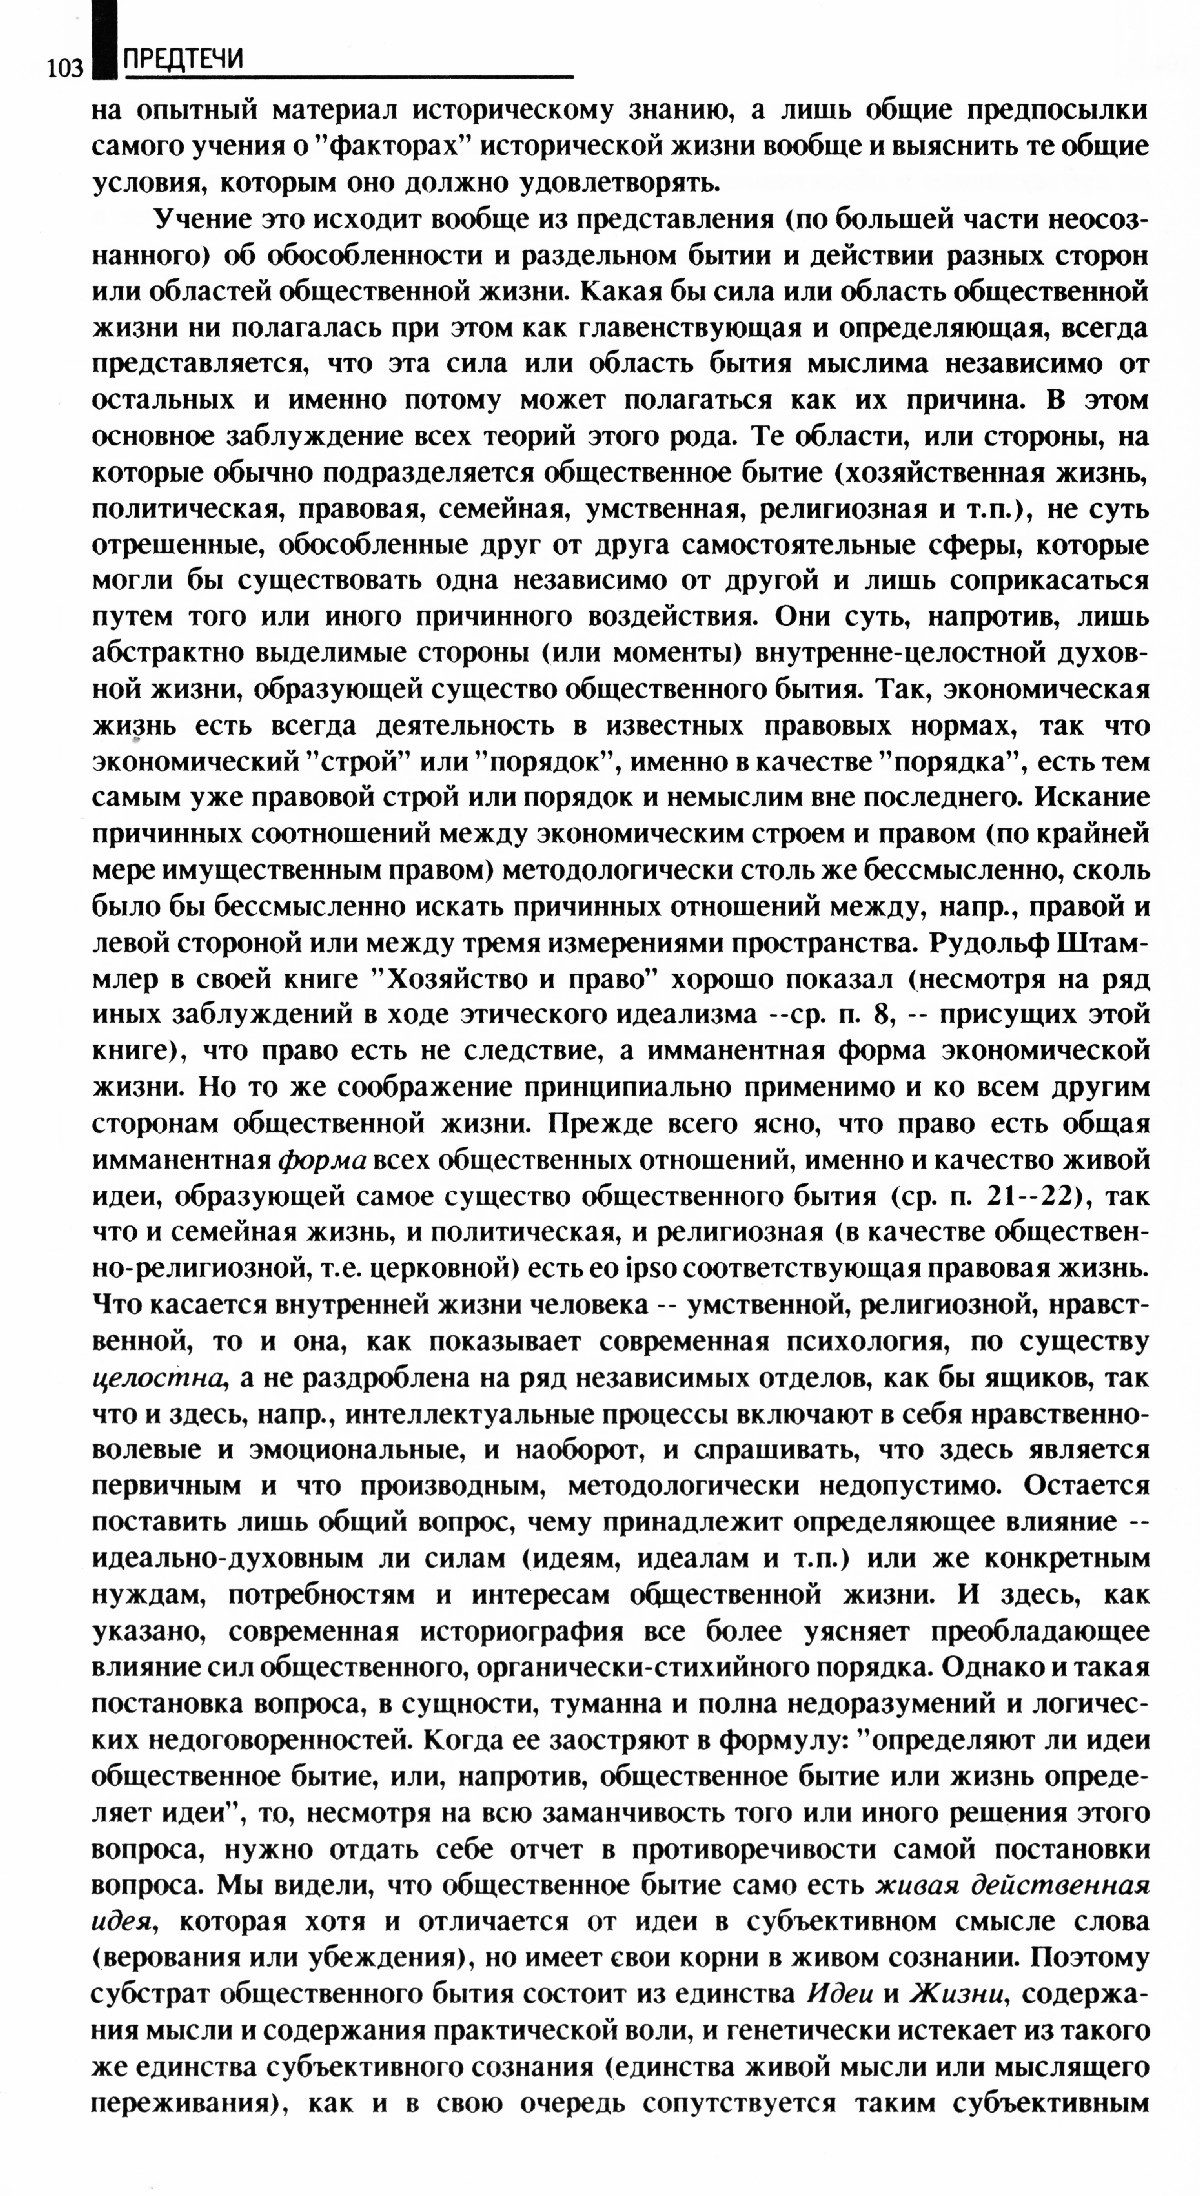 103 ПРЕДТЕЧИ
на опытный материал историческому знанию, а лишь общие предпосылки
самого учения о "факторах" исторической жизни вообще и выяснить те общие
условия, которым оно должно удовлетворять.
Учение это исходит вообще из представления (по большей части неосоз-
нанного) об обособленности и раздельном бытии и действии разных сторон
или областей общественной жизни. Какая бы сила или область общественной
жизни ни полагалась при этом как главенствующая и определяющая, всегда
представляется, что эта сила или область бытия мыслима независимо от
остальных и именно потому может полагаться как их причина. В этом
основное заблуждение всех теорий этого рода. Те области, или стороны, на
которые обычно подразделяется общественное бытие (хозяйственная жизнь,
политическая, правовая, семейная, умственная, религиозная и т.п.), не суть
отрешенные, обособленные друг от друга самостоятельные сферы, которые
могли бы существовать одна независимо от другой и лишь соприкасаться
путем того или иного причинного воздействия. Они суть, напротив, лишь
абстрактно выделимые стороны (или моменты) внутренне-целостной духов-
ной жизни, образующей существо общественного бытия. Так, экономическая
жизнь есть всегда деятельность в известных правовых нормах, так что
экономический "строй" или "порядок", именно в качестве "порядка", есть тем
самым уже правовой строй или порядок и немыслим вне последнего. Искание
причинных соотношений между экономическим строем и правом (по крайней
мере имущественным правом) методологически столь же бессмысленно, сколь
было бы бессмысленно искать причинных отношений между, напр., правой и
левой стороной или между тремя измерениями пространства. Рудольф Штам-
млер в своей книге "Хозяйство и право" хорошо показал (несмотря на ряд
иных заблуждений в ходе этического идеализма --ср. п. 8, -- присущих этой
книге), что право есть не следствие, а имманентная форма экономической
жизни. Но то же соображение принципиально применимо и ко всем другим
сторонам общественной жизни. Прежде всего ясно, что право есть общая
имманентная форма всех общественных отношений, именно и качество живой
идеи, образующей самое существо общественного бытия (ср. п. 21--22), так
что и семейная жизнь, и политическая, и религиозная (в качестве обществен-
но-религиозной, т.е. церковной) есть eo ipso соответствующая правовая жизнь.
Что касается внутренней жизни человека -- умственной, религиозной, нравст-
венной, то и она, как показывает современная психология, по существу
целостна, а не раздроблена на ряд независимых отделов, как бы ящиков, так
что и здесь, напр., интеллектуальные процессы включают в себя нравственно-
волевые и эмоциональные, и наоборот, и спрашивать, что здесь является
первичным и что производным, методологически недопустимо. Остается
поставить лишь общий вопрос, чему принадлежит определяющее влияние --
идеально-духовным ли силам (идеям, идеалам и т.п.) или же конкретным
нуждам, потребностям и интересам общественной жизни. И здесь, как
указано, современная историография все более уясняет преобладающее
влияние сил общественного, органически-стихийного порядка. Однако и такая
постановка вопроса, в сущности, туманна и полна недоразумений и логичес-
ких недоговоренностей. Когда ее заостряют в формулу: "определяют ли идеи
общественное бытие, или, напротив, общественное бытие или жизнь опреде-
ляет идеи", то, несмотря на всю заманчивость того или иного решения этого
вопроса, нужно отдать себе отчет в противоречивости самой постановки
вопроса. Мы видели, что общественное бытие само есть живая действенная
идея, которая хотя и отличается от идеи в субъективном смысле слова
(верования или убеждения), но имеет свои корни в живом сознании. Поэтому
субстрат общественного бытия состоит из единства Идеи и Жизни, содержа-
ния мысли и содержания практической воли, и генетически истекает из такого
же единства субъективного сознания (единства живой мысли или мыслящего
переживания), как и в свою очередь сопутствуется таким субъективным